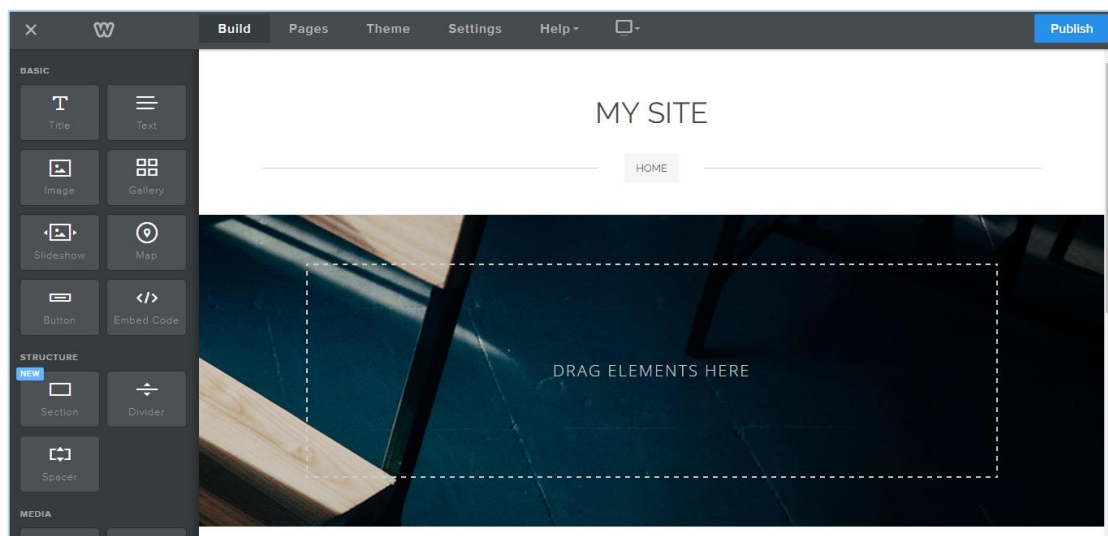 Build Pages Theme Settings Help Publish
BASIC
Title Text
Image Gallery
Slideshow Map
Button </> Embed Code
STRUCTURE
NEW
Section Divider
Spacer
MEDIA
MY SITE
HOME
DRAG ELEMENTS HERE